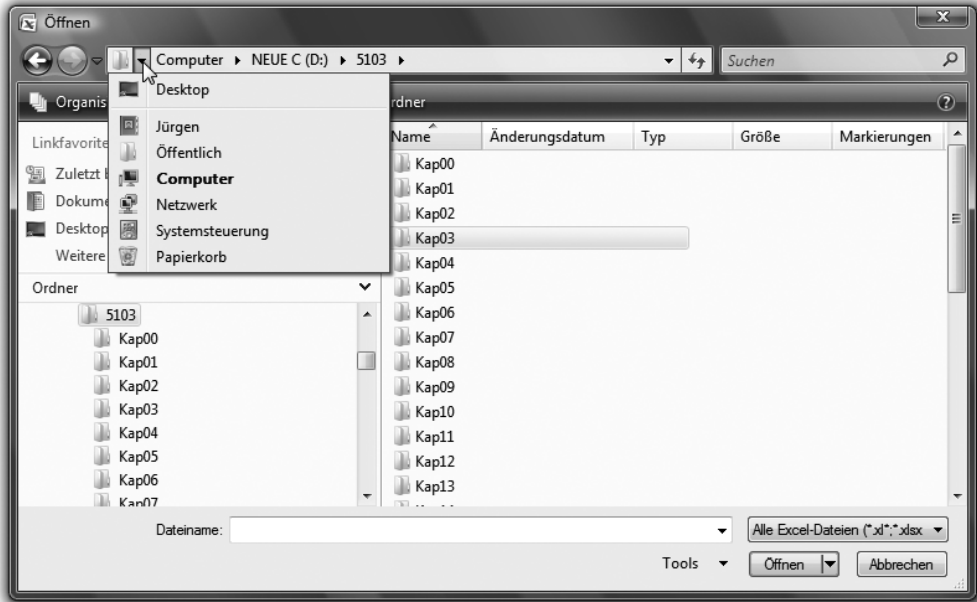 Öffnen
Computer ▸ NEUE C (D:) ▸ 5103 ▸
Suchen
Desktop
Jürgen
Öffentlich
Computer
Netzwerk
Systemsteuerung
Papierkorb
Organis
rdner
Linkfavorite
Zuletzt b
Dokume
Desktop
Weitere
Name Änderungsdatum Typ Größe Markierungen
Kap00
Kap01
Kap02
Kap03
Kap04
Kap05
Kap06
Kap07
Kap08
Kap09
Kap10
Kap11
Kap12
Kap13
Ordner
5103
Kap00
Kap01
Kap02
Kap03
Kap04
Kap05
Kap06
Kap07
Dateiname:
Alle Excel-Dateien (*.xl*;*.xlsx
Tools
Öffnen
Abbrechen